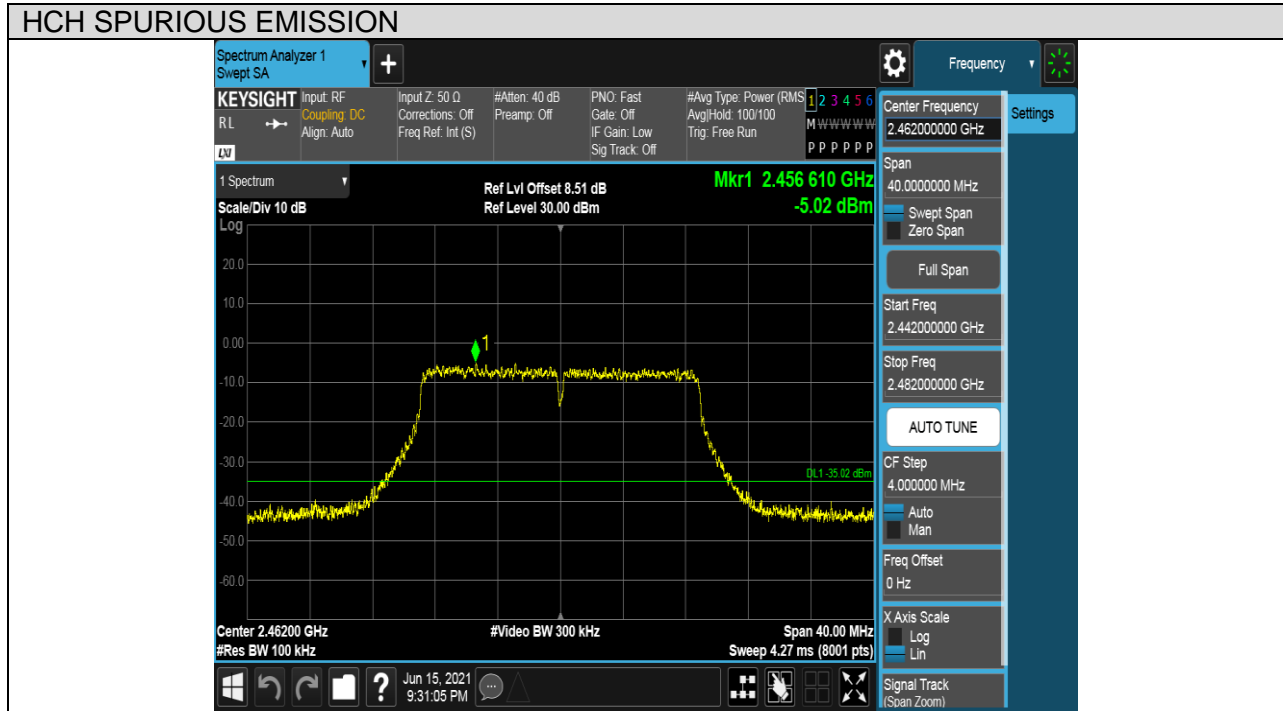 HCH SPURIOUS EMISSION
Spectrum Analyzer 1
Swept SA
+
Frequency
KEYSIGHT
RL
LXI
Input: RF
Coupling: DC
Align: Auto
Input Z: 50 Ω
Corrections: Off
Freq Ref: Int (S)
#Atten: 40 dB
Preamp: Off
PNO: Fast
Gate: Off
IF Gain: Low
Sig Track: Off
#Avg Type: Power (RMS
Avg|Hold: 100/100
Trig: Free Run
1 2 3 4 5 6
M W W W W W
P P P P P P
1 Spectrum
Scale/Div 10 dB
Log
Ref Lvl Offset 8.51 dB
Ref Level 30.00 dBm
Mkr1 2.456 610 GHz
-5.02 dBm
20.0
10.0
0.00
-10.0
-20.0
-30.0
-40.0
-50.0
-60.0
1
DL1 -35.02 dBm
Center 2.46200 GHz
#Res BW 100 kHz
#Video BW 300 kHz
Span 40.00 MHz
Sweep 4.27 ms (8001 pts)
?
Jun 15, 2021
9:31:05 PM
Center Frequency
2.462000000 GHz
Settings
Span
40.0000000 MHz
Swept Span
Zero Span
Full Span
Start Freq
2.442000000 GHz
Stop Freq
2.482000000 GHz
AUTO TUNE
CF Step
4.000000 MHz
Auto
Man
Freq Offset
0 Hz
X Axis Scale
Log
Lin
Signal Track
(Span Zoom)